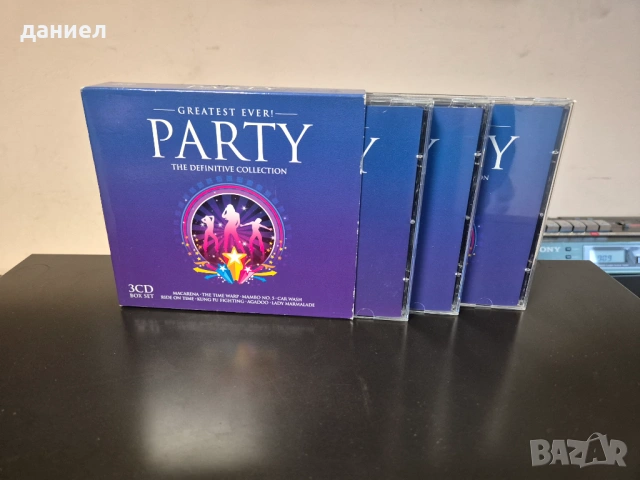 даниел
PARTY
GREATEST EVER!
PARTY
THE DEFINITIVE COLLECTION
3CD
BOX SET
MACARENA · THE TIME WARP · MAMBO NO. 5 · CAR WASH
RIDE ON TIME · KUNG FU FIGHTING · AGADOO · LADY MARMALADE
Y
Y
Y
SONY
BAZAR